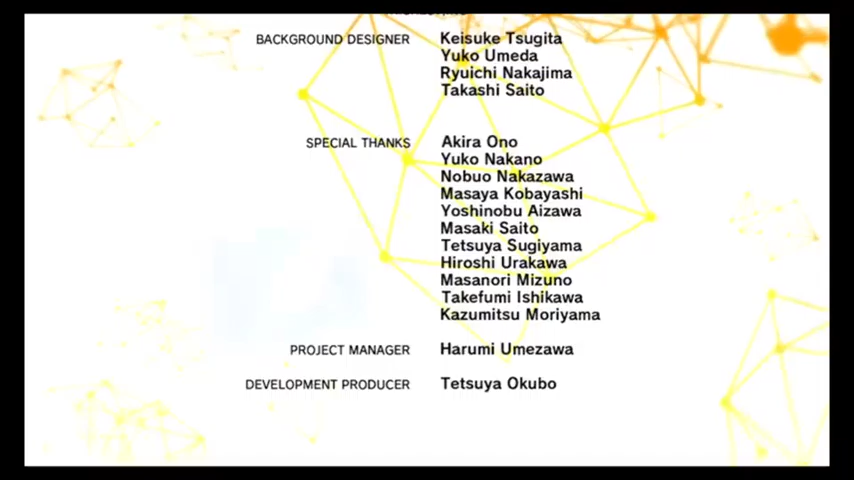 BACKGROUND DESIGNER Keisuke Tsugita
Yuko Umeda
Ryuichi Nakajima
Takashi Saito
SPECIAL THANKS Akira Ono
Yuko Nakano
Nobuo Nakazawa
Masaya Kobayashi
Yoshinobu Aizawa
Masaki Saito
Tetsuya Sugiyama
Hiroshi Urakawa
Masanori Mizuno
Takefumi Ishikawa
Kazumitsu Moriyama
PROJECT MANAGER Harumi Umezawa
DEVELOPMENT PRODUCER Tetsuya Okubo